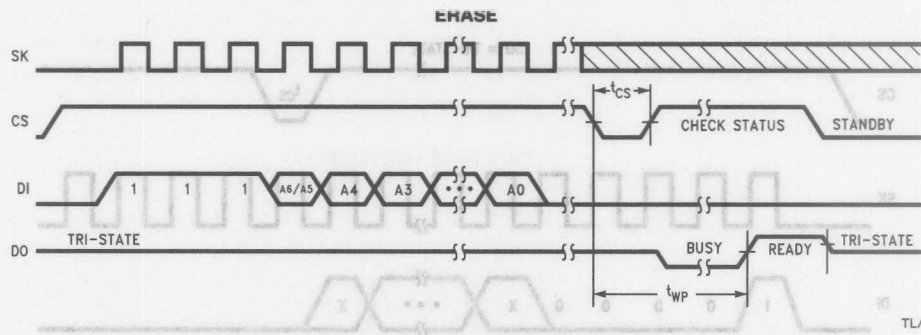 ERASE
SK
tCS
CS
CHECK STATUS
STANDBY
DI
1 1 1 A6/A5 A4 A3 ••• A0
DO
TRI-STATE
BUSY
READY
TRI-STATE
tWP